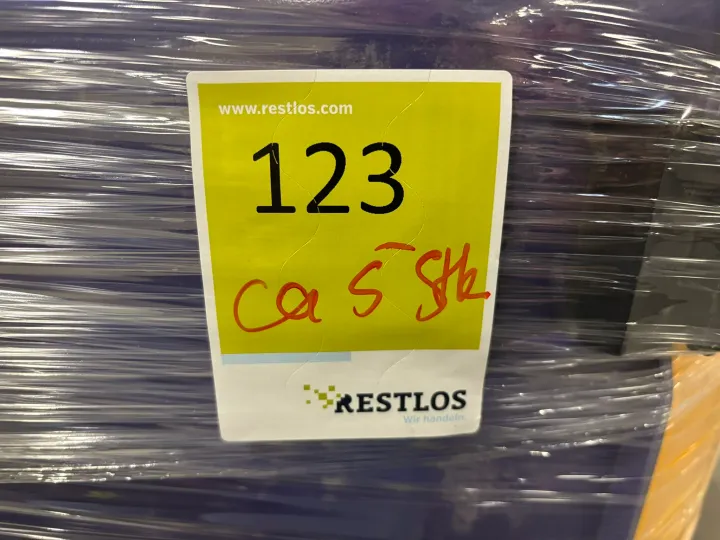 www.restlos.com
123
ca 5 Stk
RESTLOS
Wir handeln.